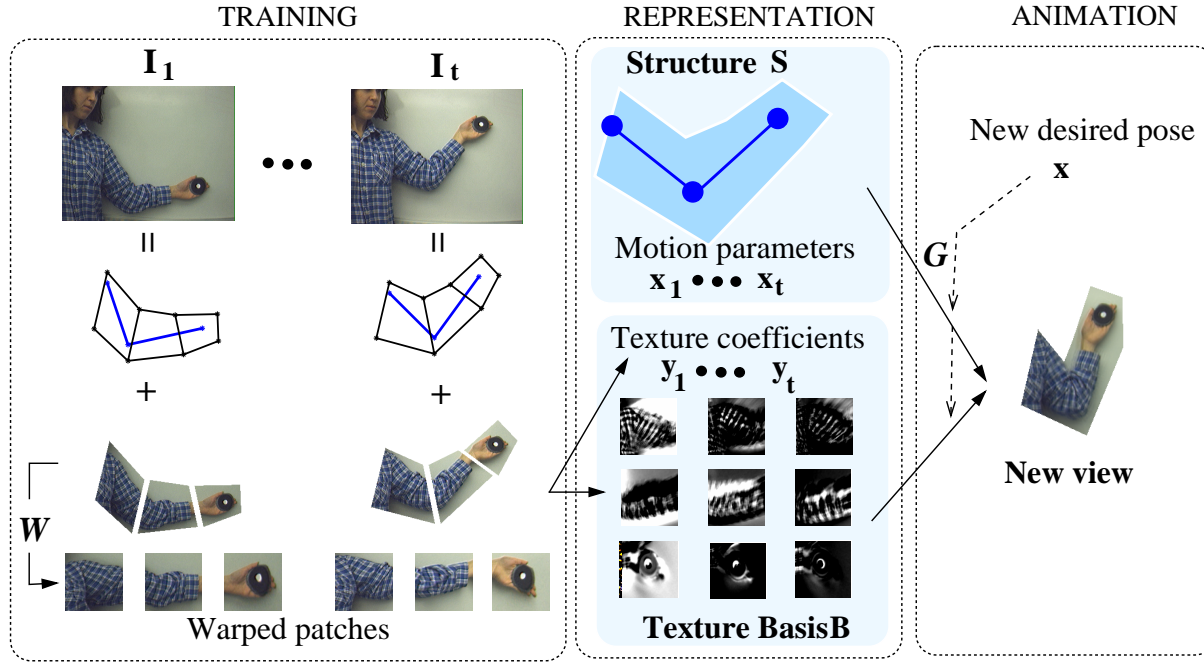 TRAINING
REPRESENTATION
ANIMATION
I1
It
Structure S
New desired pose
x
=
=
G
Motion parameters
x1 ●●● xt
+
+
Texture coefficients
y1 ●●● yt
New view
W
Warped patches
Texture BasisB